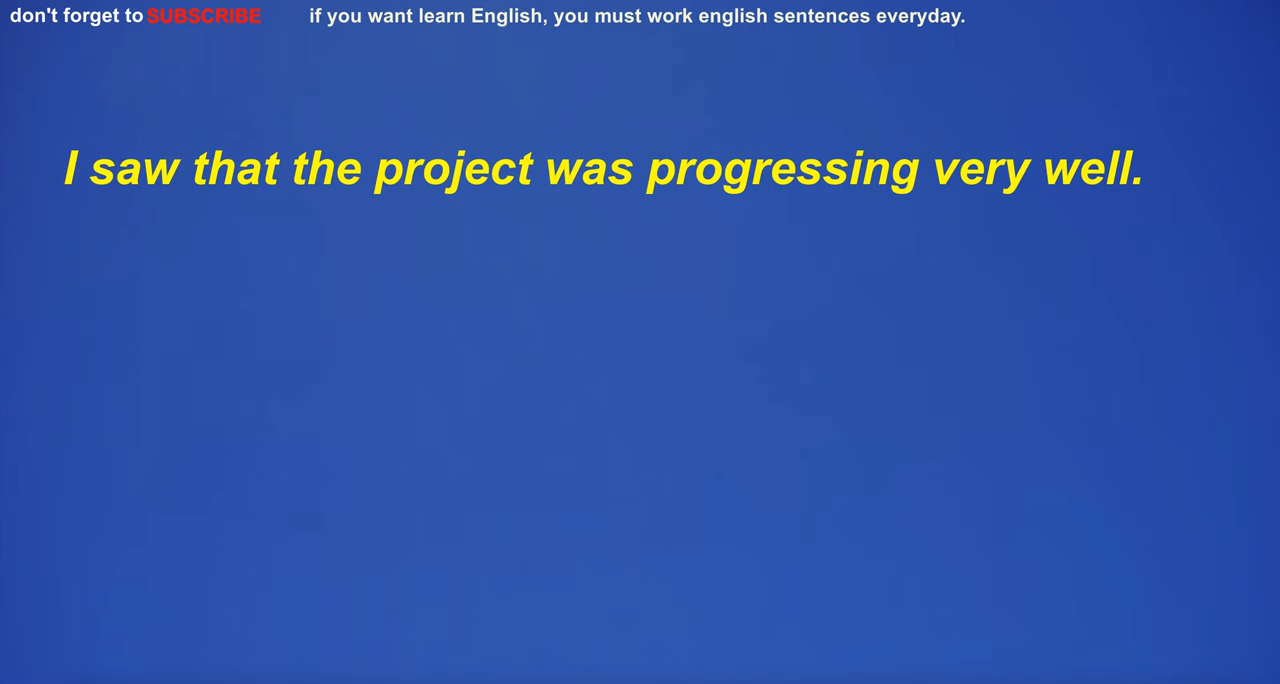 don't forget to SUBSCRIBE if you want learn English, you must work english sentences everyday.
I saw that the project was progressing very well.